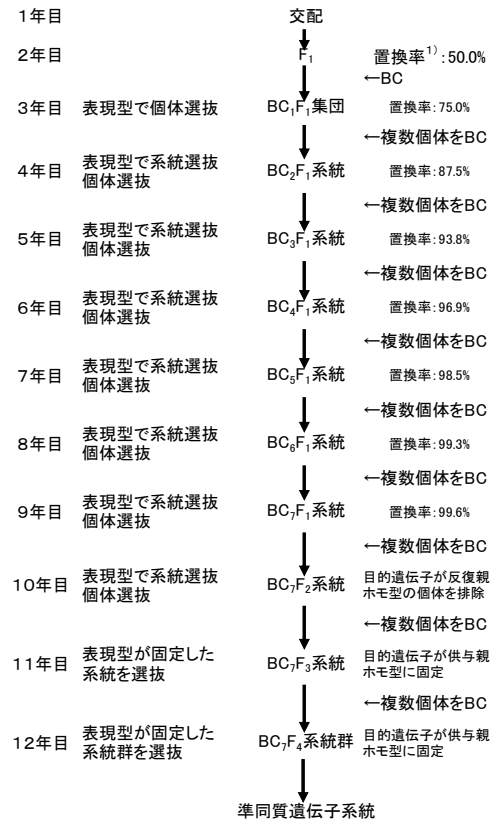 1年目 交配
2年目 F₁ 置換率¹⁾:50.0%
←BC
3年目 表現型で個体選抜 BC₁F₁集団 置換率:75.0%
←複数個体をBC
4年目 表現型で系統選抜 個体選抜 BC₂F₁系統 置換率:87.5%
←複数個体をBC
5年目 表現型で系統選抜 個体選抜 BC₃F₁系統 置換率:93.8%
←複数個体をBC
6年目 表現型で系統選抜 個体選抜 BC₄F₁系統 置換率:96.9%
←複数個体をBC
7年目 表現型で系統選抜 個体選抜 BC₅F₁系統 置換率:98.5%
←複数個体をBC
8年目 表現型で系統選抜 個体選抜 BC₆F₁系統 置換率:99.3%
←複数個体をBC
9年目 表現型で系統選抜 個体選抜 BC₇F₁系統 置換率:99.6%
←複数個体をBC
10年目 表現型で系統選抜 個体選抜 BC₇F₂系統 目的遺伝子が反復親 ホモ型の個体を排除
←複数個体をBC
11年目 表現型が固定した 系統を選抜 BC₇F₃系統 目的遺伝子が供与親 ホモ型に固定
←複数個体をBC
12年目 表現型が固定した 系統群を選抜 BC₇F₄系統群 目的遺伝子が供与親 ホモ型に固定
準同質遺伝子系統